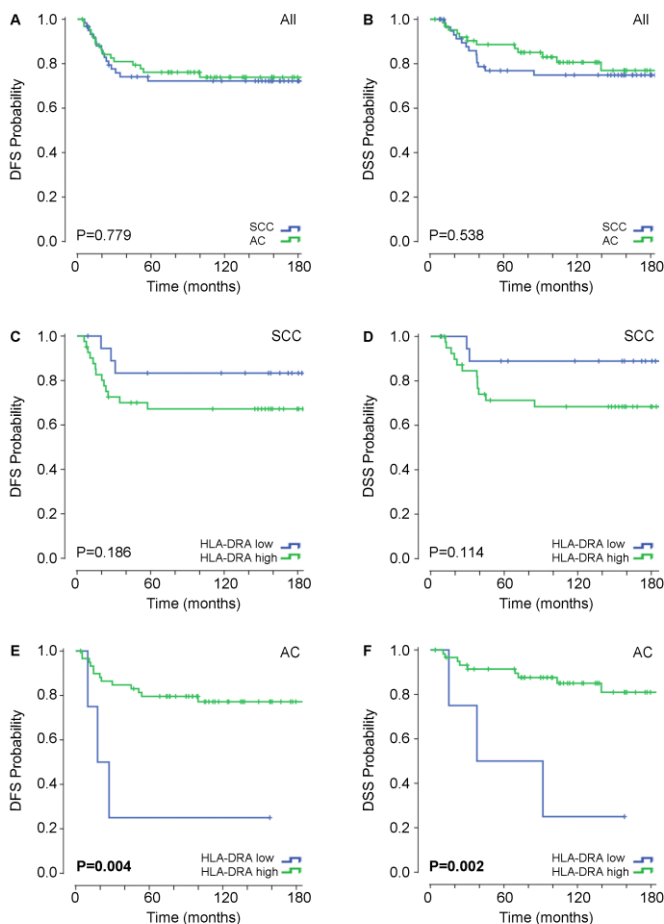 A
All
DFS Probability
1.0
0.8
0.6
0.4
0.2
0.0
P=0.779
SCC
AC
0
60
120
180
Time (months)
B
All
DSS Probability
1.0
0.8
0.6
0.4
0.2
0.0
P=0.538
SCC
AC
0
60
120
180
Time (months)
C
SCC
DFS Probability
1.0
0.8
0.6
0.4
0.2
0.0
P=0.186
HLA-DRA low
HLA-DRA high
0
60
120
180
Time (months)
D
SCC
DSS Probability
1.0
0.8
0.6
0.4
0.2
0.0
P=0.114
HLA-DRA low
HLA-DRA high
0
60
120
180
Time (months)
E
AC
DFS Probability
1.0
0.8
0.6
0.4
0.2
0.0
P=0.004
HLA-DRA low
HLA-DRA high
0
60
120
180
Time (months)
F
AC
DSS Probability
1.0
0.8
0.6
0.4
0.2
0.0
P=0.002
HLA-DRA low
HLA-DRA high
0
60
120
180
Time (months)